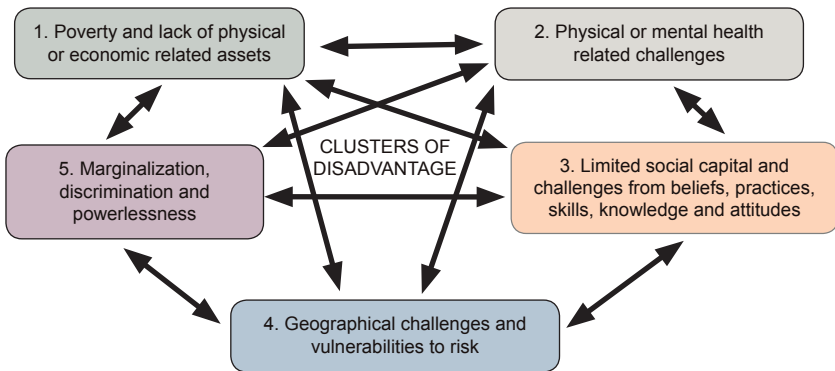 1. Poverty and lack of physical
or economic related assets
2. Physical or mental health
related challenges
CLUSTERS OF
DISADVANTAGE
5. Marginalization,
discrimination and
powerlessness
3. Limited social capital and
challenges from beliefs, practices,
skills, knowledge and attitudes
4. Geographical challenges and
vulnerabilities to risk